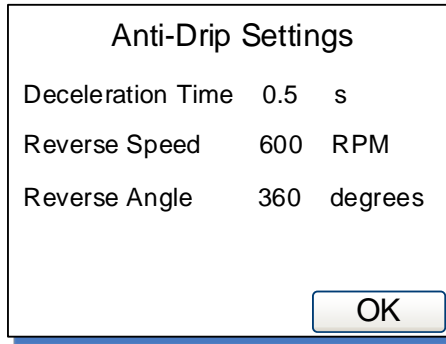 Anti-Drip Settings
Deceleration Time 0.5 s
Reverse Speed 600 RPM
Reverse Angle 360 degrees
OK